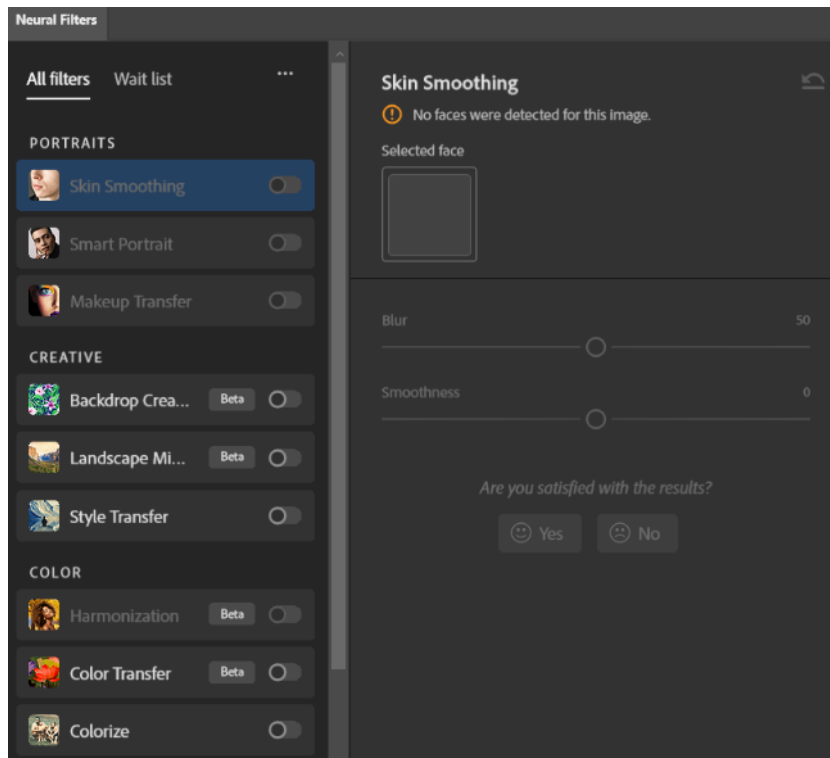 Neural Filters
All filters
Wait list
...
PORTRAITS
Skin Smoothing
Smart Portrait
Makeup Transfer
CREATIVE
Backdrop Crea... Beta
Landscape Mi... Beta
Style Transfer
COLOR
Harmonization Beta
Color Transfer Beta
Colorize
Skin Smoothing
No faces were detected for this image.
Selected face
Blur 50
Smoothness 0
Are you satisfied with the results?
Yes
No